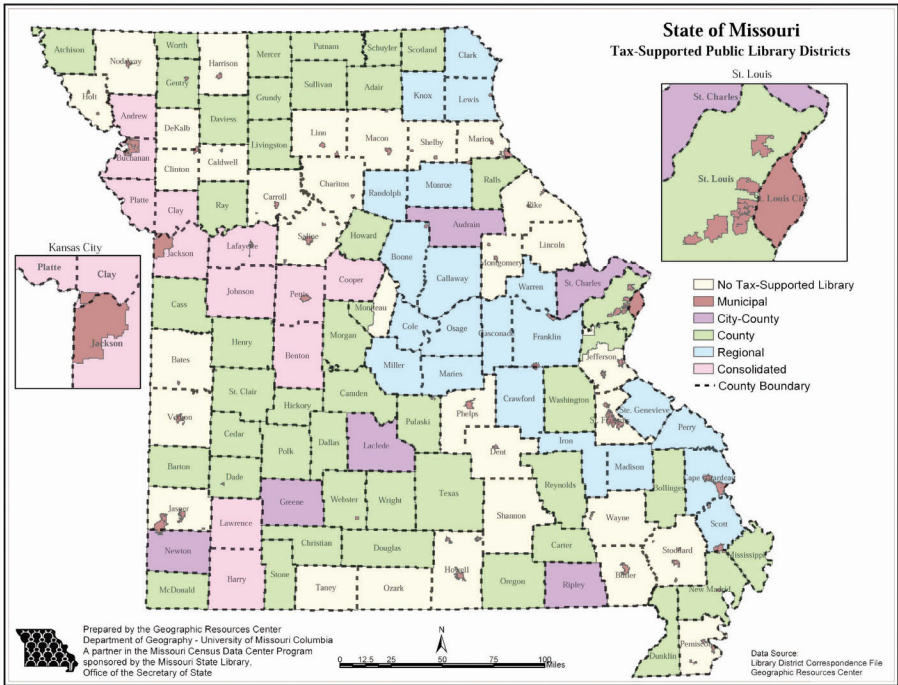 State of Missouri
Tax-Supported Public Library Districts
St. Louis
St. Charles
St. Louis
St. Louis City
Atchison
Nodaway
Worth
Harrison
Mercer
Putnam
Schuyler
Scotland
Clark
Holt
Gentry
Sullivan
Adair
Knox
Lewis
Andrew
DeKalb
Daviess
Grundy
Livingston
Linn
Macon
Shelby
Marion
Buchanan
Clinton
Caldwell
Platte
Clay
Ray
Carroll
Chariton
Randolph
Monroe
Ralls
Pike
Audrain
Kansas City
Platte
Clay
Jackson
Jackson
Lafayette
Saline
Howard
Boone
Callaway
Montgomery
Lincoln
Warren
St. Charles
Cass
Johnson
Pettis
Cooper
Moniteau
Cole
Osage
Gasconade
Franklin
Jefferson
Bates
Henry
Benton
Morgan
Miller
Maries
Vernon
St. Clair
Hickory
Camden
Pulaski
Phelps
Crawford
Washington
St. Francois
Ste. Genevieve
Perry
Cedar
Polk
Dallas
Laclede
Dent
Iron
Madison
Barton
Dade
Greene
Webster
Wright
Texas
Reynolds
Bollinger
Cape Girardeau
Jasper
Lawrence
Shannon
Wayne
Scott
Newton
Christian
Douglas
Carter
Stoddard
Mississippi
McDonald
Barry
Stone
Taney
Ozark
Howell
Oregon
Ripley
Butler
New Madrid
Dunklin
Pemiscot
No Tax-Supported Library
Municipal
City-County
County
Regional
Consolidated
County Boundary
Prepared by the Geographic Resources Center
Department of Geography - University of Missouri Columbia
A partner in the Missouri Census Data Center Program
sponsored by the Missouri State Library,
Office of the Secretary of State
N
0 12.5 25 50 75 100
Miles
Data Source:
Library District Correspondence File
Geographic Resources Center